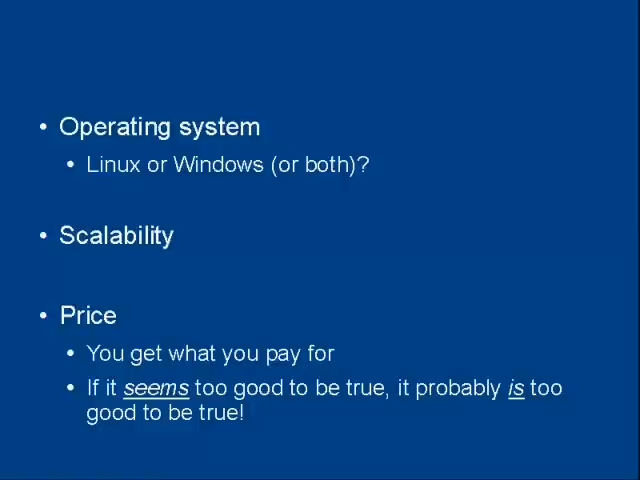 • Operating system
• Linux or Windows (or both)?
• Scalability
• Price
• You get what you pay for
• If it seems too good to be true, it probably is too
good to be true!